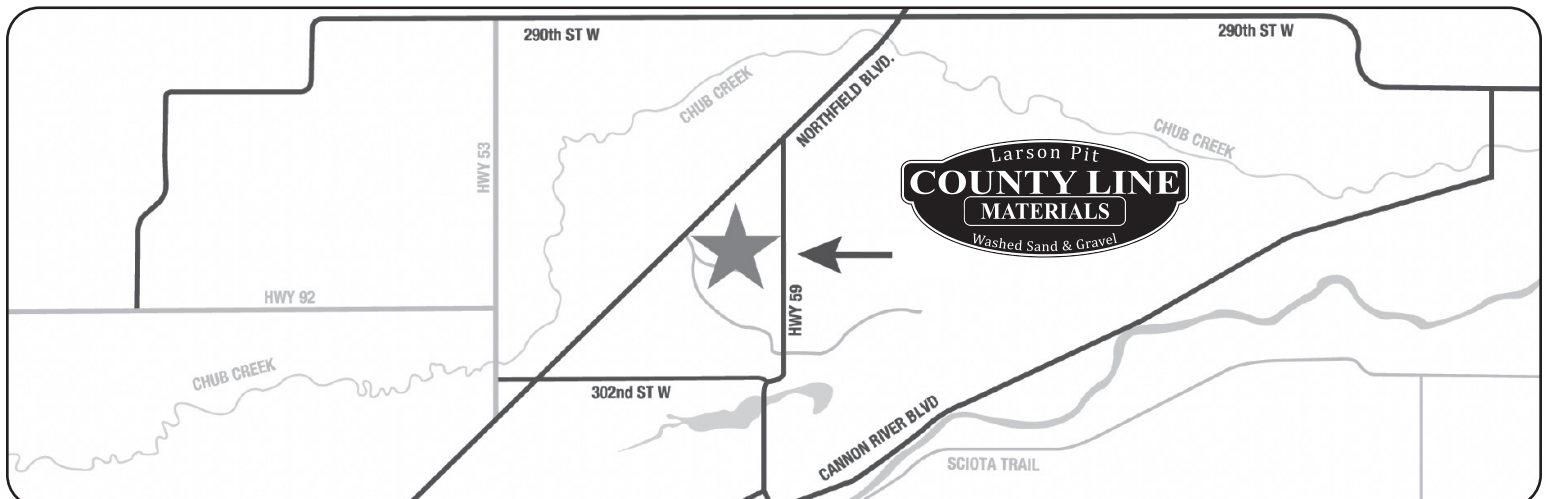 290th ST W
290th ST W
CHUB CREEK
NORTHFIELD BLVD.
CHUB CREEK
HWY 53
Larson Pit
COUNTY LINE
MATERIALS
Washed Sand & Gravel
HWY 92
HWY 59
CHUB CREEK
302nd ST W
CANNON RIVER BLVD
SCIOTA TRAIL